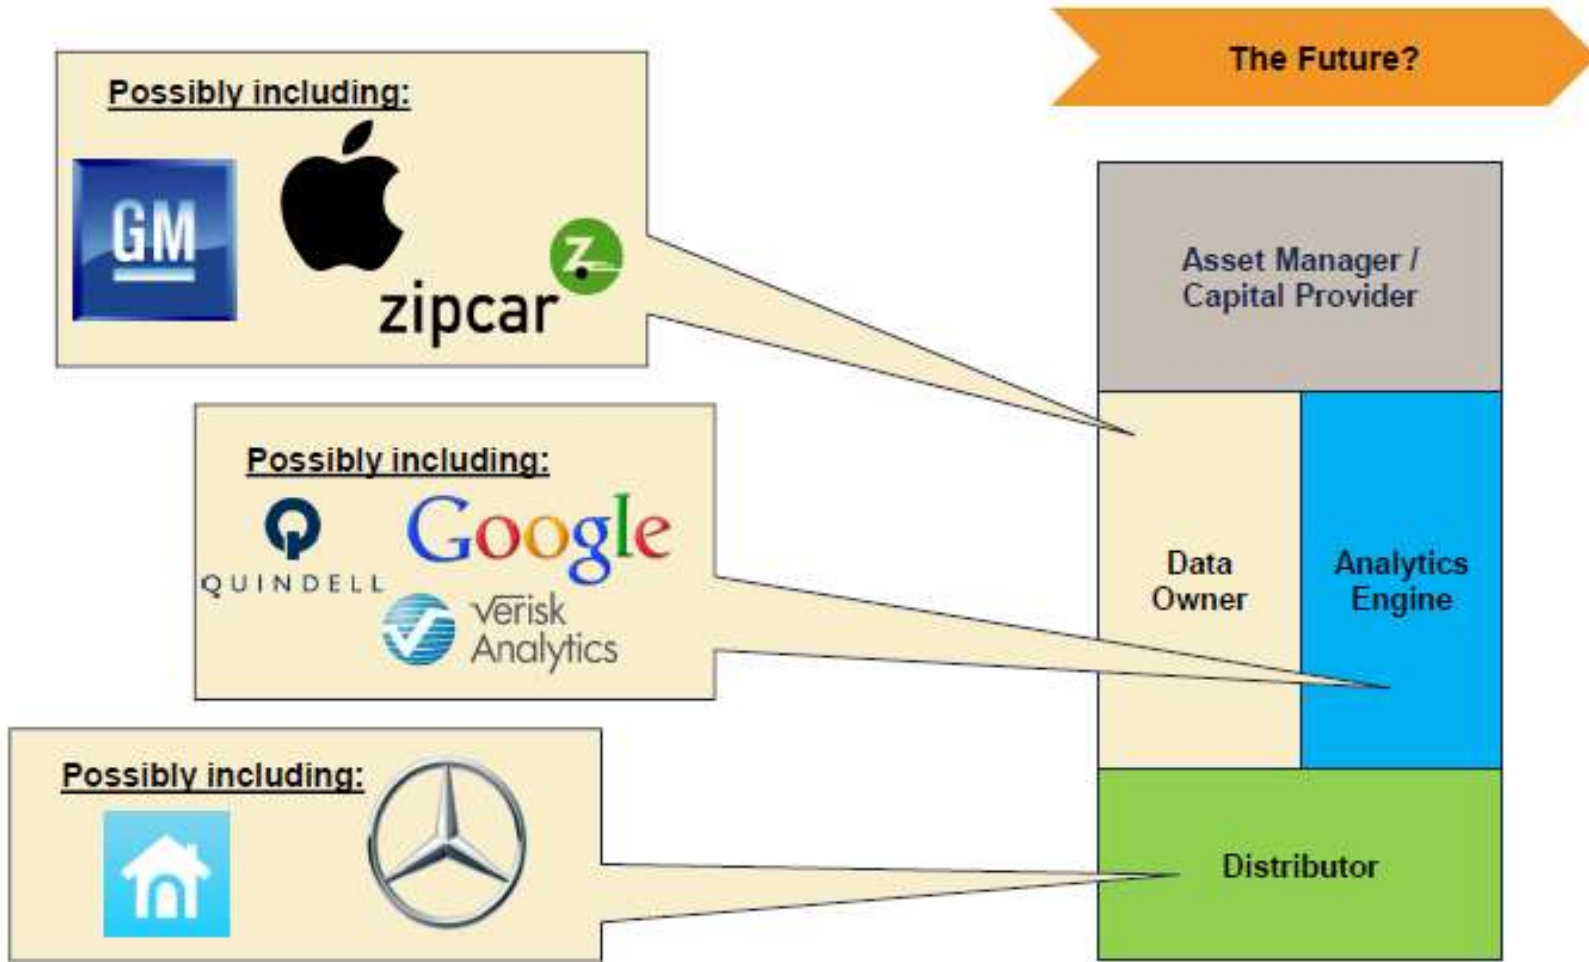 The Future?
Possibly including:
GM
zipcar
Z
Asset Manager /
Capital Provider
Possibly including:
QUINDELL
Google
Verisk
Analytics
Data
Owner
Analytics
Engine
Possibly including:
Distributor